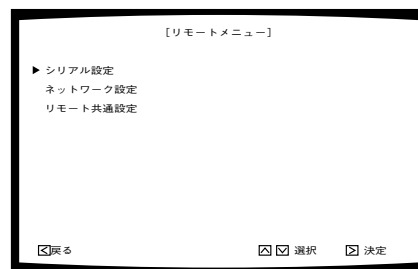 [リモートメニュー]
▶ シリアル設定
ネットワーク設定
リモート共通設定
戻る 選択 決定